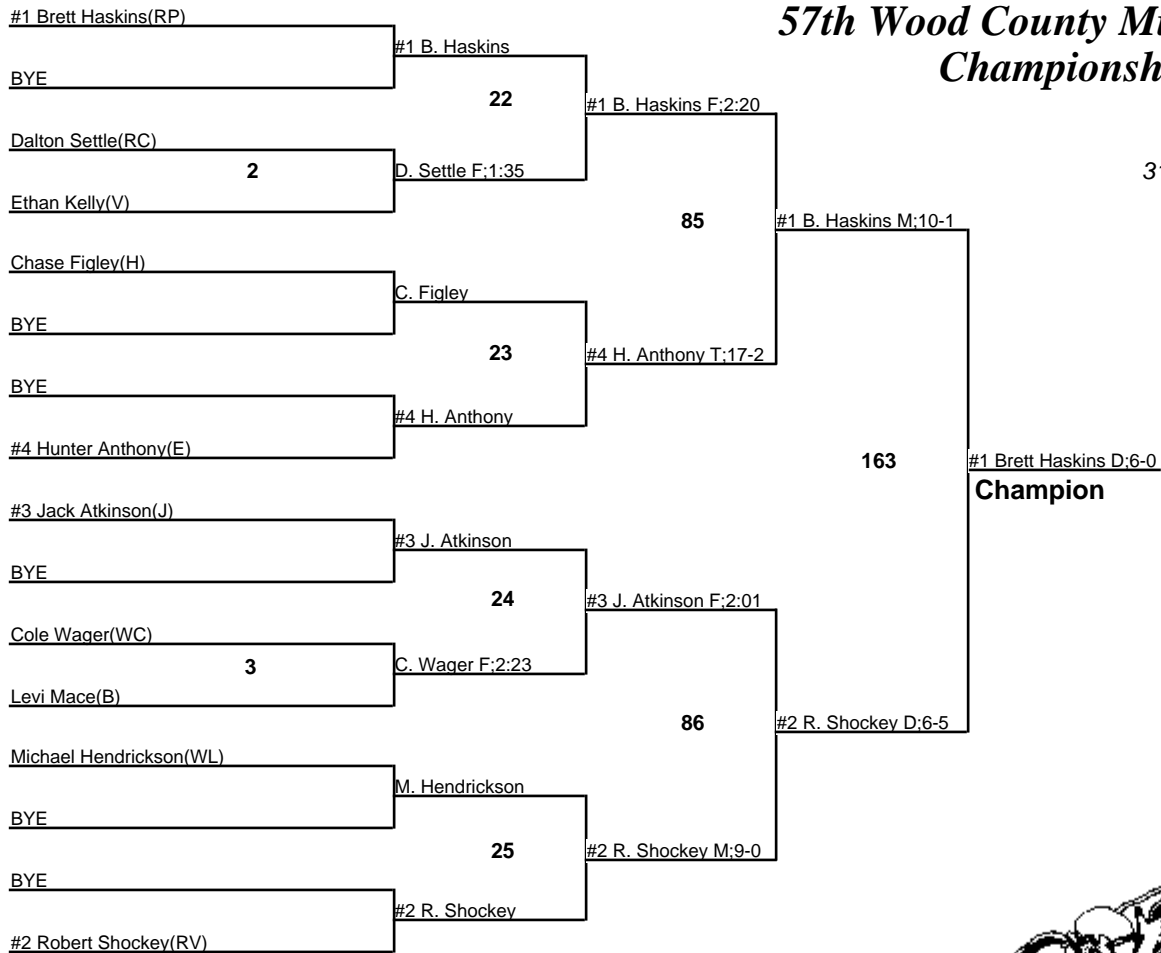 57th Wood County
Championsh
#1 Brett Haskins(RP)
#1 B. Haskins
BYE
22
#1 B. Haskins F;2:20
Dalton Settle(RC)
2
D. Settle F;1:35
31
Ethan Kelly(V)
85
#1 B. Haskins M;10-1
Chase Figley(H)
C. Figley
BYE
23
#4 H. Anthony T;17-2
BYE
#4 H. Anthony
#4 Hunter Anthony(E)
163
#1 Brett Haskins D;6-0
Champion
#3 Jack Atkinson(J)
#3 J. Atkinson
BYE
24
#3 J. Atkinson F;2:01
Cole Wager(WC)
3
C. Wager F;2:23
Levi Mace(B)
86
#2 R. Shockey D;6-5
Michael Hendrickson(WL)
M. Hendrickson
BYE
25
#2 R. Shockey M;9-0
BYE
#2 R. Shockey
#2 Robert Shockey(RV)